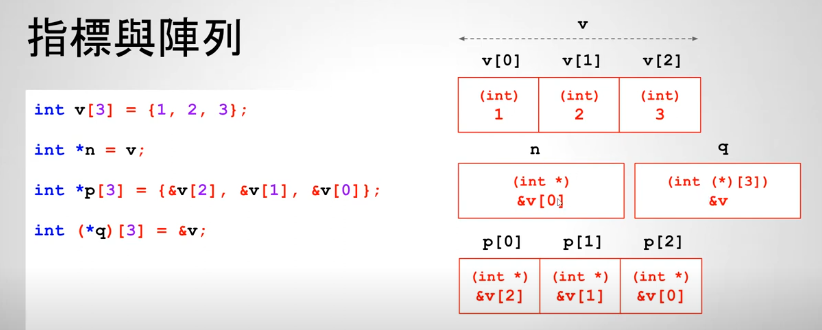 指標與陣列
int v[3] = {1, 2, 3};
int *n = v;
int *p[3] = {&v[2], &v[1], &v[0]};
int (*q)[3] = &v;
v
v[0] v[1] v[2]
(int) (int) (int)
1 2 3
n q
(int *) (int (*)[3])
&v[0] &v
p[0] p[1] p[2]
(int *) (int *) (int *)
&v[2] &v[1] &v[0]